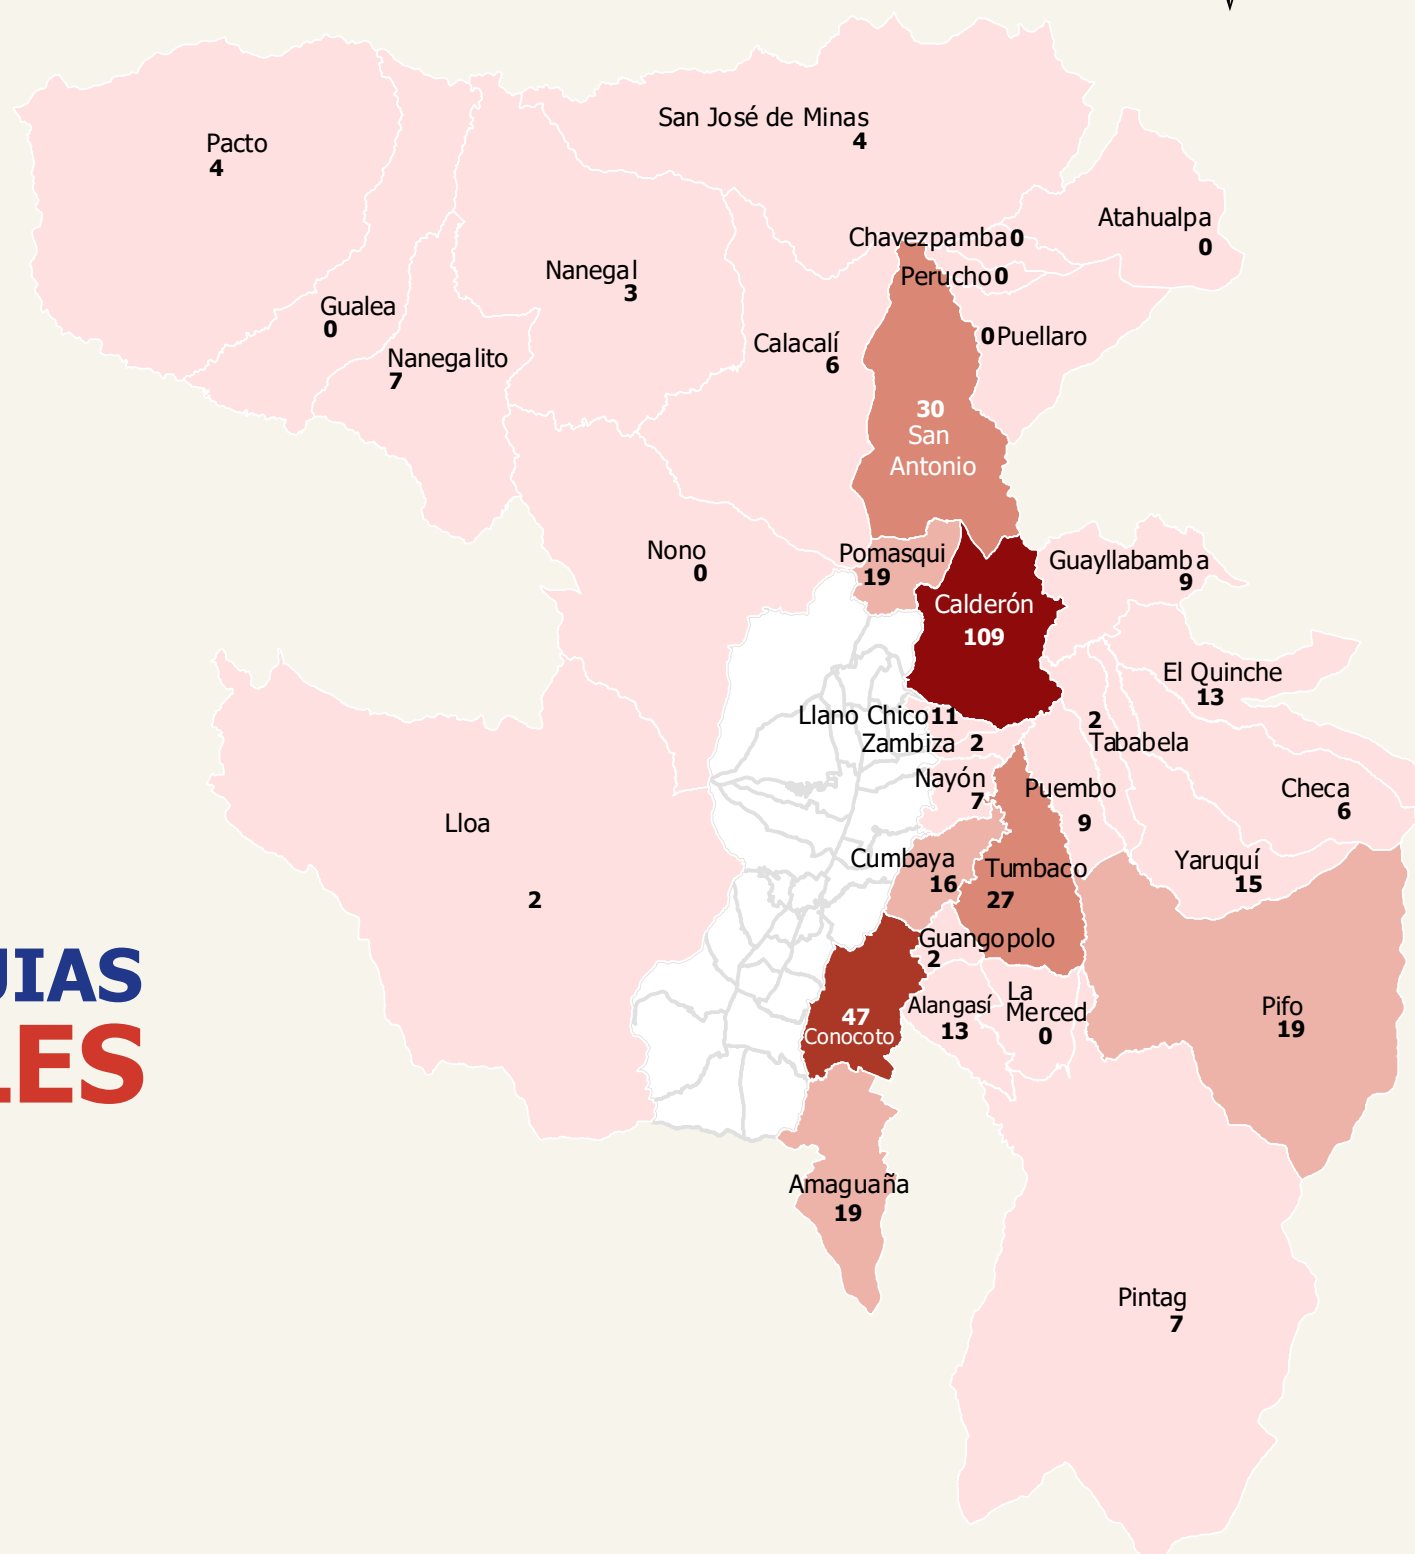 San José de Minas
4
Pacto
4
Atahualpa
0
Chavezpamba 0
Perucho 0
Nanegal
3
Gualea
0
0 Puellaro
Calacalí
6
Nanegalito
7
30
San
Antonio
Nono
0
Pomasqui
19
Guayllabamba
9
Calderón
109
El Quinche
13
Llano Chico 11
2
Tababela
Zambiza 2
Nayón
7
Puembo
9
Checa
6
Lloa
2
Cumbaya
16
Tumbaco
27
Yaruquí
15
Guangopolo
2
UIAS
LES
Alangasí
13
La
Merced
0
Pifo
19
47
Conocoto
Amaguaña
19
Pintag
7